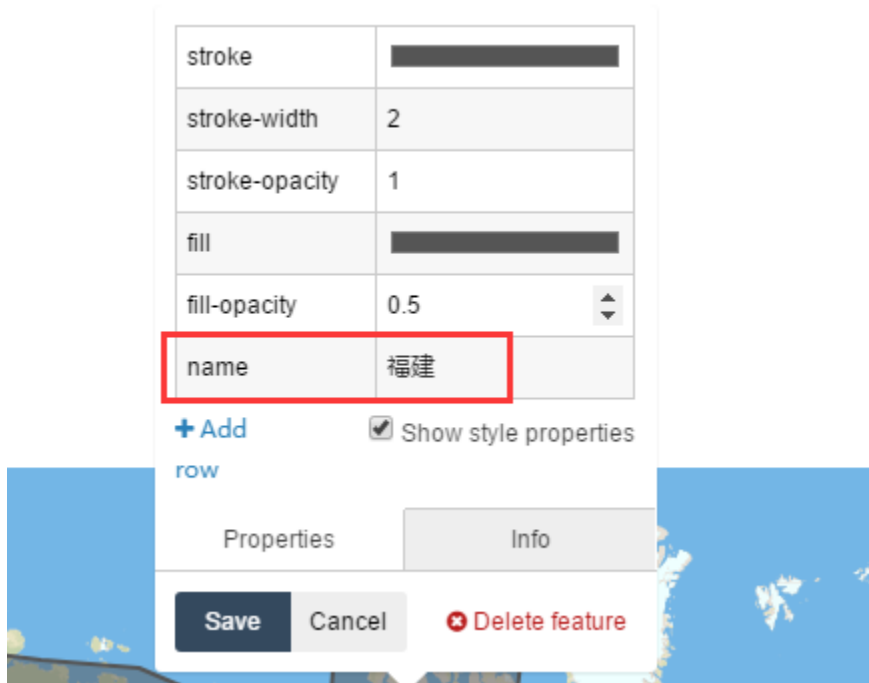 stroke
stroke-width 2
stroke-opacity 1
fill
fill-opacity 0.5
name 福建
Add
row
Show style properties
Properties Info
Save Cancel Delete feature